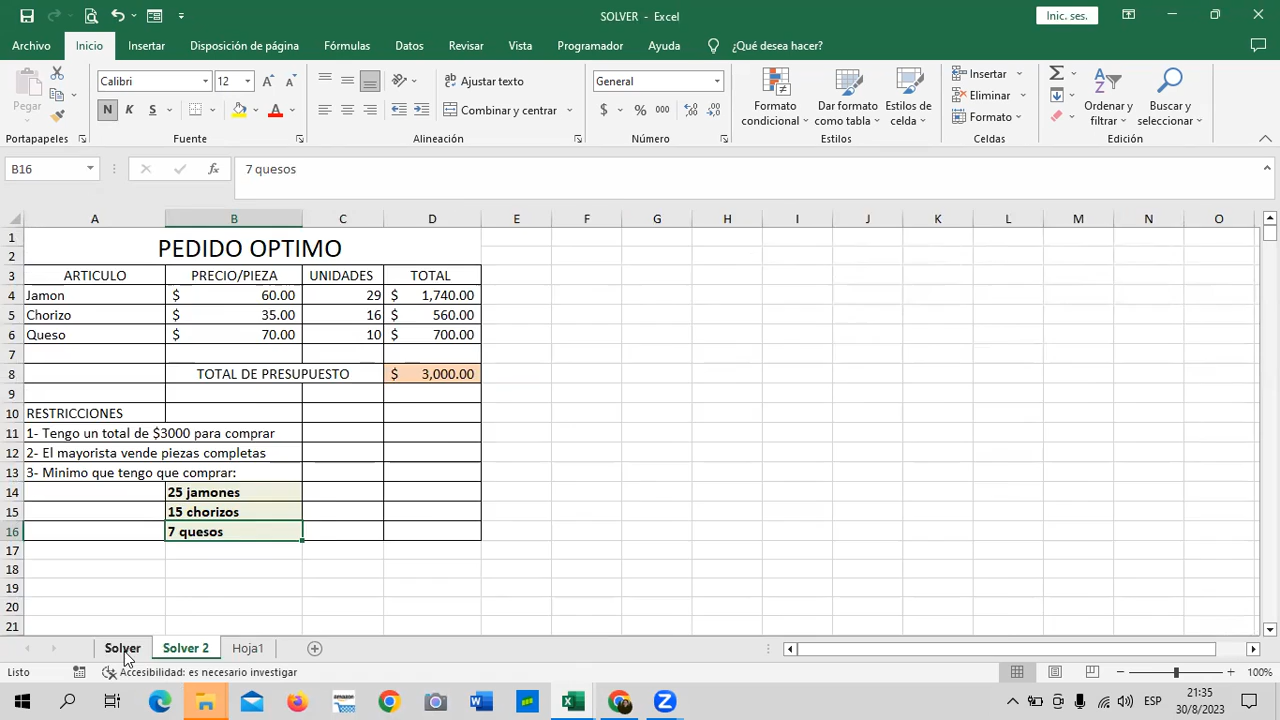 SOLVER - Excel
Inic. ses.
Archivo Inicio Insertar Disposición de página Fórmulas Datos Revisar Vista Programador Ayuda ¿Qué desea hacer?
Pegar
Calibri 12
N K S
Ajustar texto
Combinar y centrar
General
$ % 000
Formato condicional
Dar formato como tabla
Estilos de celda
Insertar
Eliminar
Formato
Ordenar y filtrar
Buscar y seleccionar
Portapapeles Fuente Alineación Número Estilos Celdas Edición
B16 fx 7 quesos
A B C D E F G H I J K L M N O
1 PEDIDO OPTIMO
2
3 ARTICULO PRECIO/PIEZA UNIDADES TOTAL
4 Jamon $ 60.00 29 $ 1,740.00
5 Chorizo $ 35.00 16 $ 560.00
6 Queso $ 70.00 10 $ 700.00
7
8 TOTAL DE PRESUPUESTO $ 3,000.00
9
10 RESTRICCIONES
11 1- Tengo un total de $3000 para comprar
12 2- El mayorista vende piezas completas
13 3- Minimo que tengo que comprar:
14 25 jamones
15 15 chorizos
16 7 quesos
17
18
19
20
21
Solver Solver 2 Hoja1
Listo Accesibilidad: es necesario investigar 100%
ESP 21:35
30/8/2023